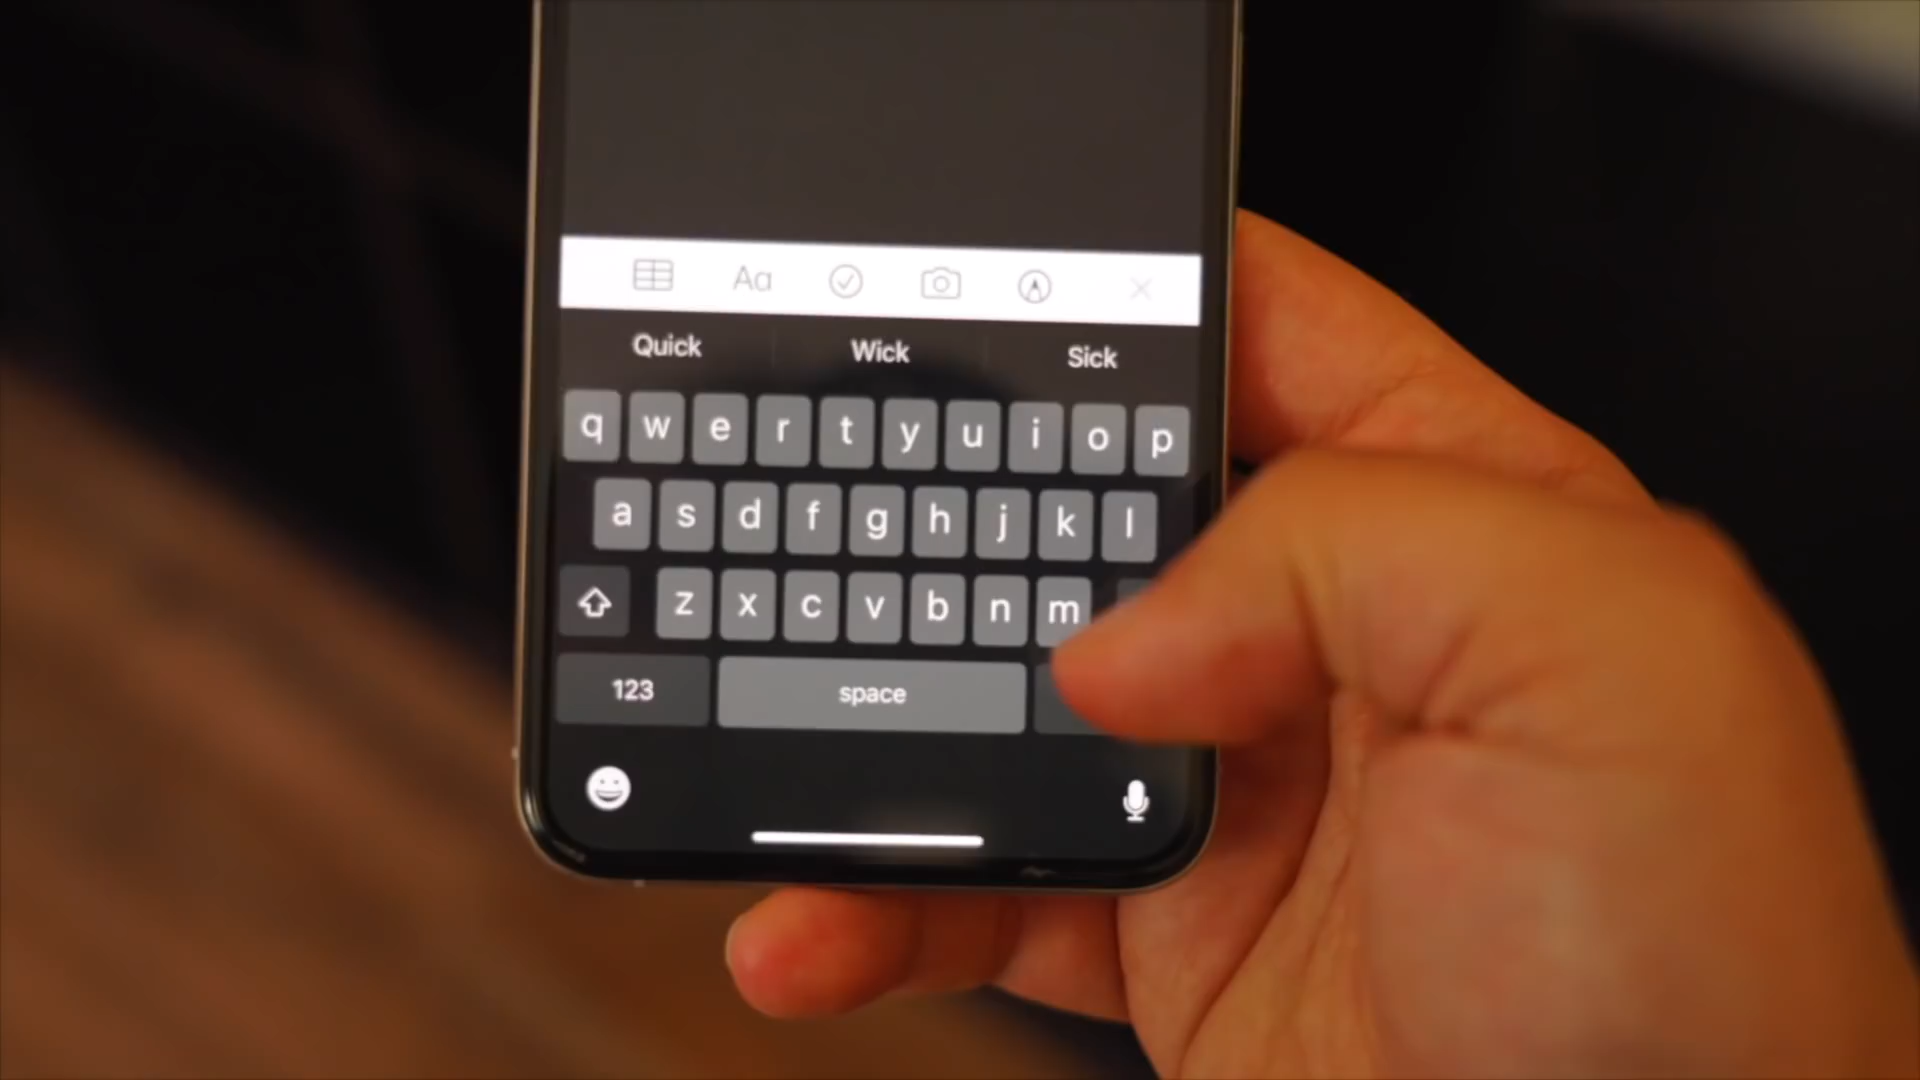 Aa
Quick Wick Sick
q w e r t y u i o p
a s d f g h j k l
z x c v b n m
123 space